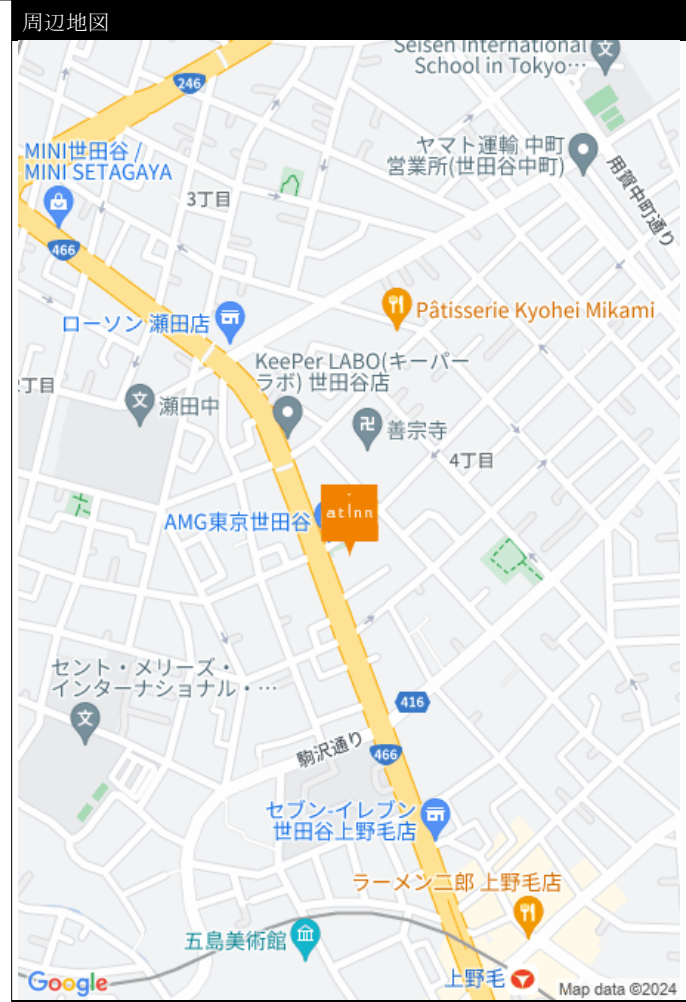 周辺地図
Seisen International
School in Tokyo…
246
ヤマト運輸 中町
営業所(世田谷中町)
MINI世田谷 /
MINI SETAGAYA
用賀中町通り
3丁目
466
Pâtisserie Kyohei Mikami
ローソン 瀬田店
KeePer LABO(キーパー
ラボ) 世田谷店
2丁目
瀬田中
善宗寺
4丁目
at Inn
AMG東京世田谷
セント・メリーズ・
インターナショナル・…
416
駒沢通り
466
セブン-イレブン
世田谷上野毛店
ラーメン二郎 上野毛店
五島美術館
上野毛
Google
Map data ©2024